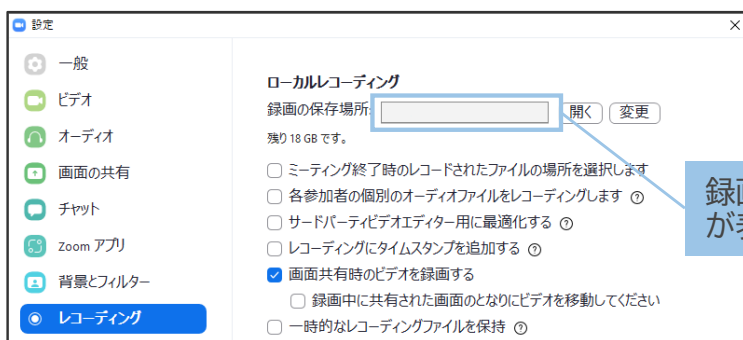 設定
一般
ビデオ
オーディオ
画面の共有
チャット
Zoom アプリ
背景とフィルター
レコーディング
ローカルレコーディング
録画の保存場所:
開く
変更
残り 18 GB です。
ミーティング終了時のレコードされたファイルの場所を選択します
各参加者の個別のオーディオファイルをレコーディングします
サードパーティビデオエディター用に最適化する
レコーディングにタイムスタンプを追加する
画面共有時のビデオを録画する
録画中に共有された画面のとなりにビデオを移動してください
一時的なレコーディングファイルを保持
録
が